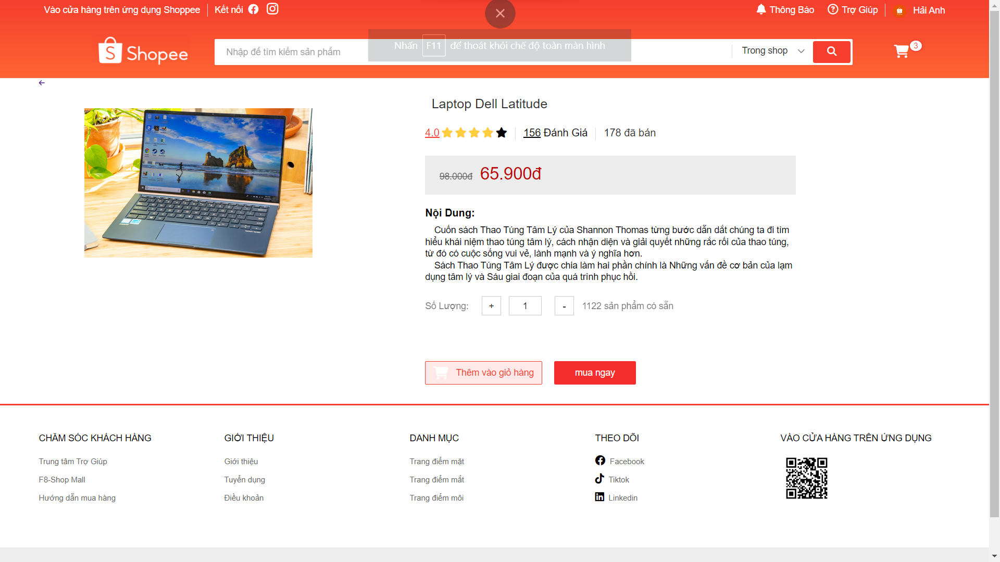 Vào cửa hàng trên ứng dụng Shoppee
Kết nối
Thông Báo
Trợ Giúp
Hải Anh
Shopee
Nhập để tìm kiếm sản phẩm
Nhấn F11 để thoát khỏi chế độ toàn màn hình
Trong shop
3
Laptop Dell Latitude
4.0
156 Đánh Giá
178 đã bán
98.000đ 65.900đ
Nội Dung:
Cuốn sách Thao Túng Tâm Lý của Shannon Thomas từng bước dẫn dắt chúng ta đi tìm
hiểu khái niệm thao túng tâm lý, cách nhận diện và giải quyết những rắc rối của thao túng,
từ đó có cuộc sống vui vẻ, lành mạnh và ý nghĩa hơn.
Sách Thao Túng Tâm Lý được chia làm hai phần chính là Những vấn đề cơ bản của lạm
dụng tâm lý và Sáu giai đoạn của quá trình phục hồi.
Số Lượng: + 1 - 1122 sản phẩm có sẵn
Thêm vào giỏ hàng
mua ngay
CHĂM SÓC KHÁCH HÀNG
Trung tâm Trợ Giúp
F8-Shop Mall
Hướng dẫn mua hàng
GIỚI THIỆU
Giới thiệu
Tuyển dụng
Điều khoản
DANH MỤC
Trang điểm mặt
Trang điểm mắt
Trang điểm môi
THEO DÕI
Facebook
Tiktok
Linkedin
VÀO CỬA HÀNG TRÊN ỨNG DỤNG